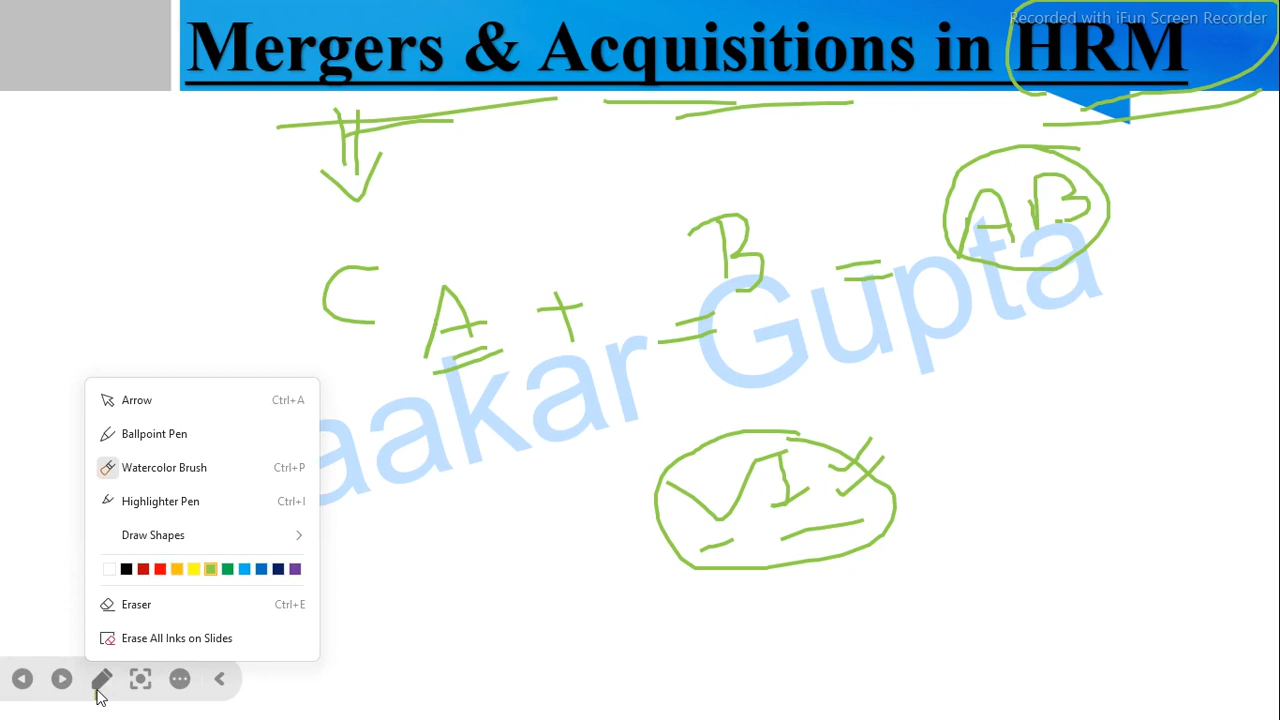 Recorded with iFun Screen Recorder
Mergers & Acquisitions in HRM
AB
B =
C A + =
aakar Gupta
Arrow Ctrl+A
Ballpoint Pen
Watercolor Brush Ctrl+P
Highlighter Pen Ctrl+I
Draw Shapes
Eraser Ctrl+E
Erase All Inks on Slides